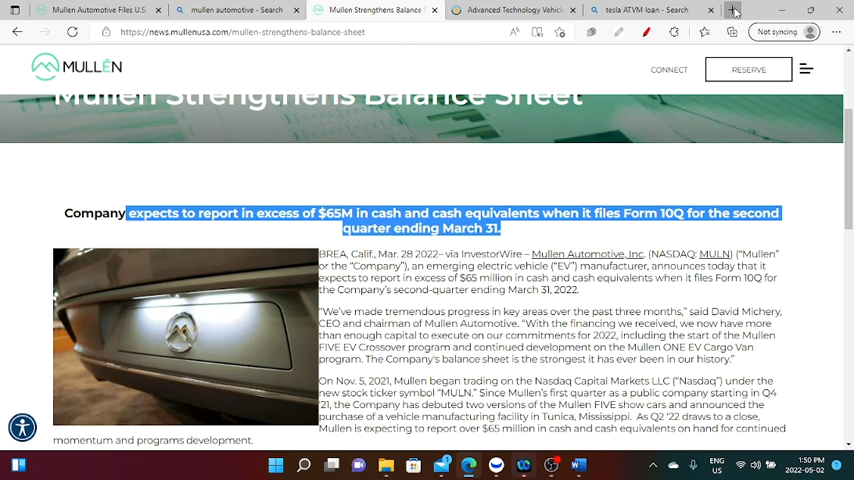 Mullen Automotive Files U.S.
mullen automotive - Search
Mullen Strengthens Balance S
Advanced Technology Vehicle
tesla ATVM loan - Search
https://news.mullenusa.com/mullen-strengthens-balance-sheet
Not syncing
MULLEN
CONNECT
RESERVE
Mullen Strengthens Balance Sheet
Company expects to report in excess of $65M in cash and cash equivalents when it files Form 10Q for the second
quarter ending March 31.
BREA, Calif., Mar. 28 2022– via InvestorWire – Mullen Automotive, Inc. (NASDAQ: MULN) ("Mullen"
or the "Company"), an emerging electric vehicle ("EV") manufacturer, announces today that it
expects to report in excess of $65 million in cash and cash equivalents when it files Form 10Q for
the Company's second-quarter ending March 31, 2022.
"We've made tremendous progress in key areas over the past three months," said David Michery,
CEO and chairman of Mullen Automotive. "With the financing we received, we now have more
than enough capital to execute on our commitments for 2022, including the start of the Mullen
FIVE EV Crossover program and continued development on the Mullen ONE EV Cargo Van
program. The Company's balance sheet is the strongest it has ever been in our history."
On Nov. 5, 2021, Mullen began trading on the Nasdaq Capital Markets LLC ("Nasdaq") under the
new stock ticker symbol "MULN." Since Mullen's first quarter as a public company starting in Q4
'21, the Company has debuted two versions of the Mullen FIVE show cars and announced the
purchase of a vehicle manufacturing facility in Tunica, Mississippi. As Q2 '22 draws to a close,
Mullen is expecting to report over $65 million in cash and cash equivalents on hand for continued
momentum and programs development.
ENG
US
1:50 PM
2022-05-02